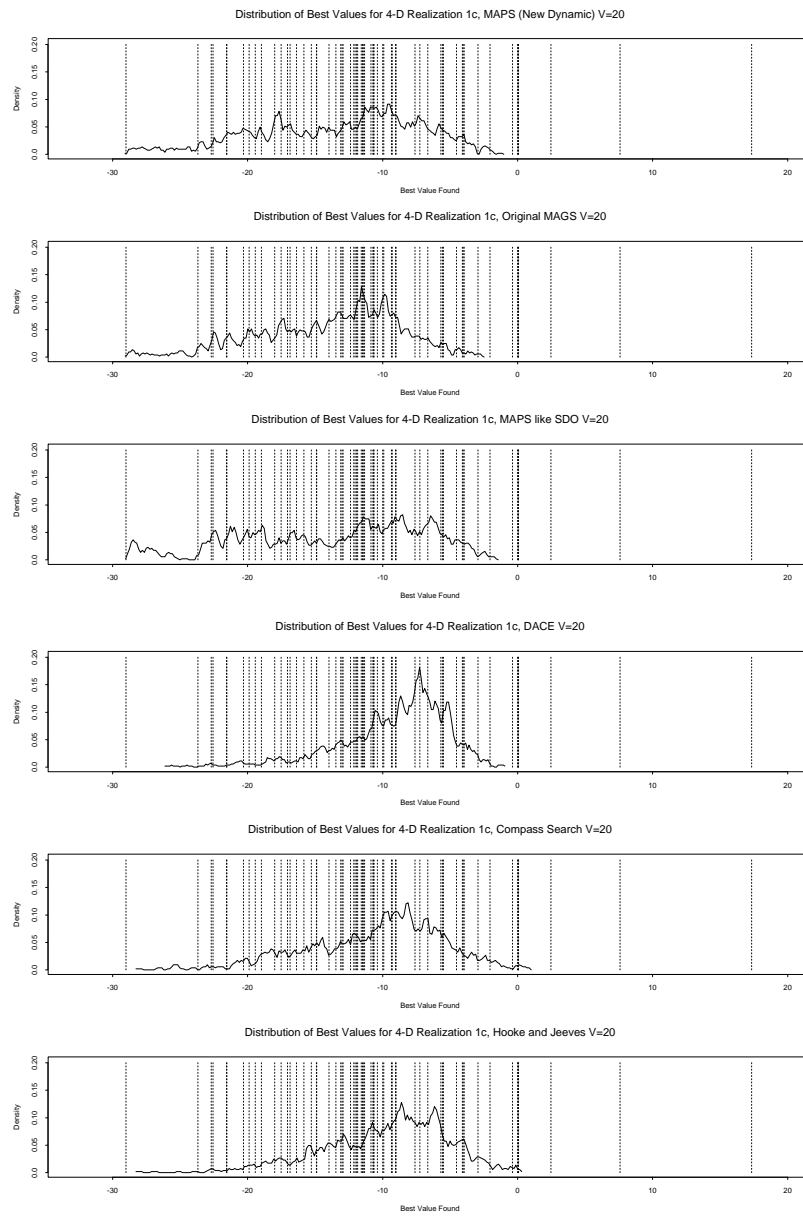 Distribution of Best Values for 4-D Realization 1c, MAPS (New Dynamic) V=20
Density
0.0 0.05 0.10 0.15 0.20
-30 -20 -10 0 10 20
Best Value Found
Distribution of Best Values for 4-D Realization 1c, Original MAGS V=20
Density
0.0 0.05 0.10 0.15 0.20
-30 -20 -10 0 10 20
Best Value Found
Distribution of Best Values for 4-D Realization 1c, MAPS like SDO V=20
Density
0.0 0.05 0.10 0.15 0.20
-30 -20 -10 0 10 20
Best Value Found
Distribution of Best Values for 4-D Realization 1c, DACE V=20
Density
0.0 0.05 0.10 0.15 0.20
-30 -20 -10 0 10 20
Best Value Found
Distribution of Best Values for 4-D Realization 1c, Compass Search V=20
Density
0.0 0.05 0.10 0.15 0.20
-30 -20 -10 0 10 20
Best Value Found
Distribution of Best Values for 4-D Realization 1c, Hooke and Jeeves V=20
Density
0.0 0.05 0.10 0.15 0.20
-30 -20 -10 0 10 20
Best Value Found